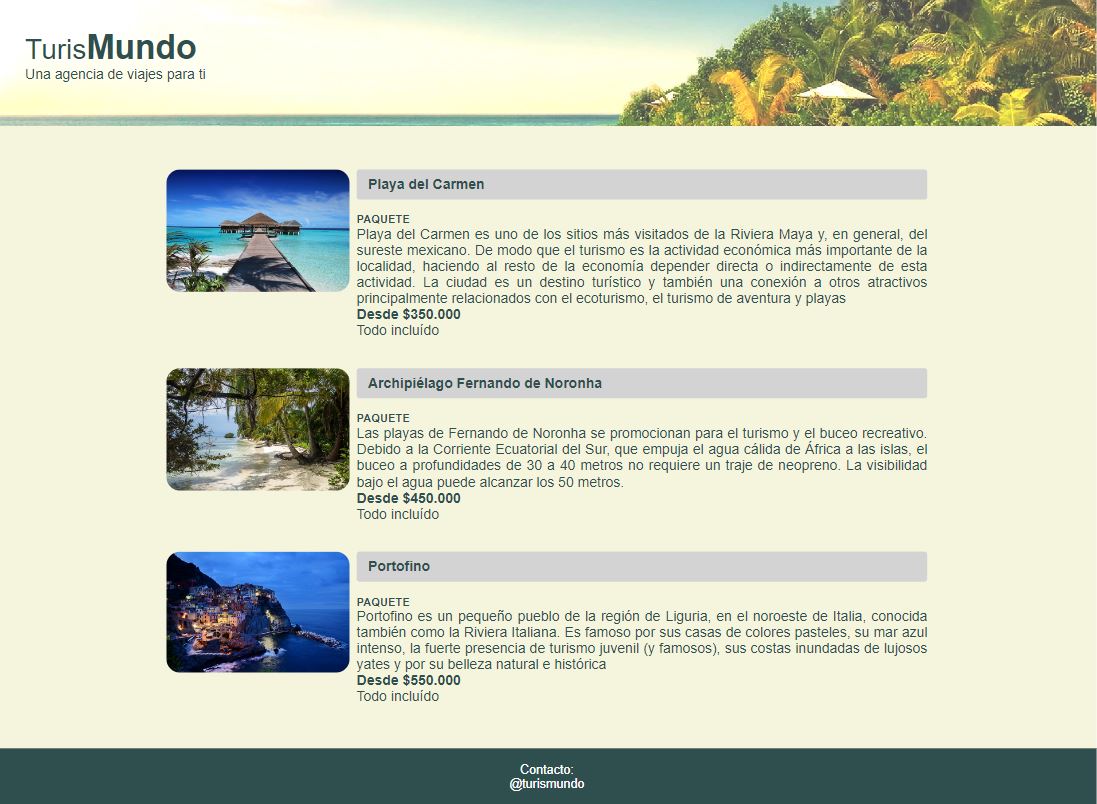 TurisMundo
Una agencia de viajes para ti
Playa del Carmen
PAQUETE
Playa del Carmen es uno de los sitios más visitados de la Riviera Maya y, en general, del
sureste mexicano. De modo que el turismo es la actividad económica más importante de la
localidad, haciendo al resto de la economía depender directa o indirectamente de esta
actividad. La ciudad es un destino turístico y también una conexión a otros atractivos
principalmente relacionados con el ecoturismo, el turismo de aventura y playas
Desde $350.000
Todo incluído
Archipiélago Fernando de Noronha
PAQUETE
Las playas de Fernando de Noronha se promocionan para el turismo y el buceo recreativo.
Debido a la Corriente Ecuatorial del Sur, que empuja el agua cálida de África a las islas, el
buceo a profundidades de 30 a 40 metros no requiere un traje de neopreno. La visibilidad
bajo el agua puede alcanzar los 50 metros.
Desde $450.000
Todo incluído
Portofino
PAQUETE
Portofino es un pequeño pueblo de la región de Liguria, en el noroeste de Italia, conocida
también como la Riviera Italiana. Es famoso por sus casas de colores pasteles, su mar azul
intenso, la fuerte presencia de turismo juvenil (y famosos), sus costas inundadas de lujosos
yates y por su belleza natural e histórica
Desde $550.000
Todo incluído
Contacto:
@turismundo